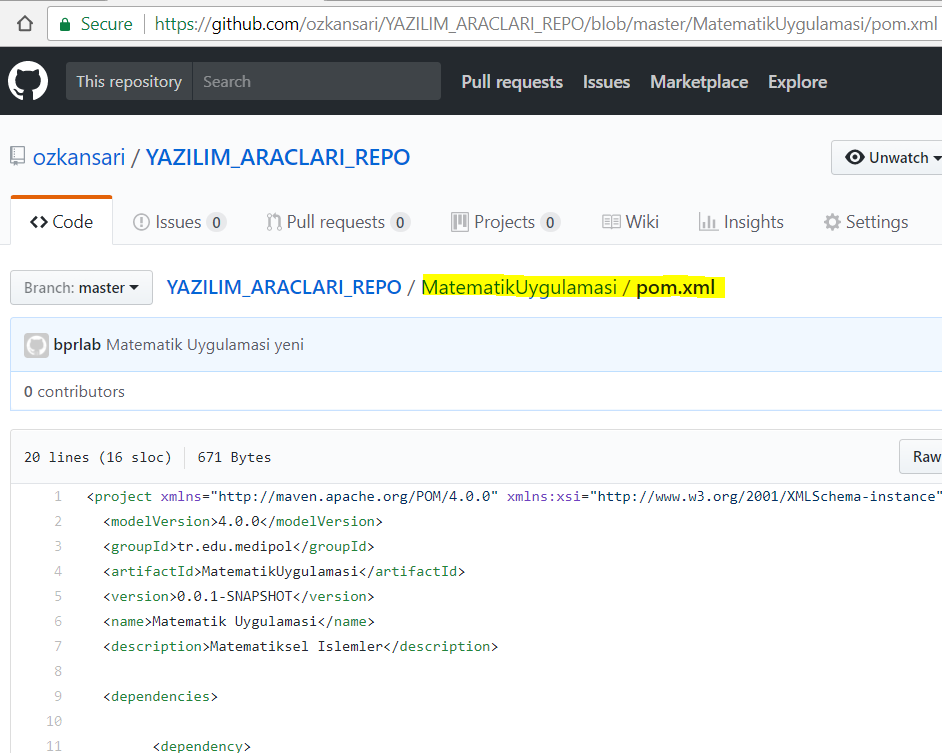 Secure https://github.com/ozkansari/YAZILIM_ARACLARI_REPO/blob/master/MatematikUygulamasi/pom.xml
This repository Search Pull requests Issues Marketplace Explore
ozkansari / YAZILIM_ARACLARI_REPO Unwatch
Code Issues 0 Pull requests 0 Projects 0 Wiki Insights Settings
Branch: master YAZILIM_ARACLARI_REPO / MatematikUygulamasi / pom.xml
bprlab Matematik Uygulamasi yeni
0 contributors
20 lines (16 sloc) 671 Bytes Raw
1 <project xmlns="http://maven.apache.org/POM/4.0.0" xmlns:xsi="http://www.w3.org/2001/XMLSchema-instance"
2 <modelVersion>4.0.0</modelVersion>
3 <groupId>tr.edu.medipol</groupId>
4 <artifactId>MatematikUygulamasi</artifactId>
5 <version>0.0.1-SNAPSHOT</version>
6 <name>Matematik Uygulamasi</name>
7 <description>Matematiksel Islemler</description>
8
9 <dependencies>
10
11 <dependency>